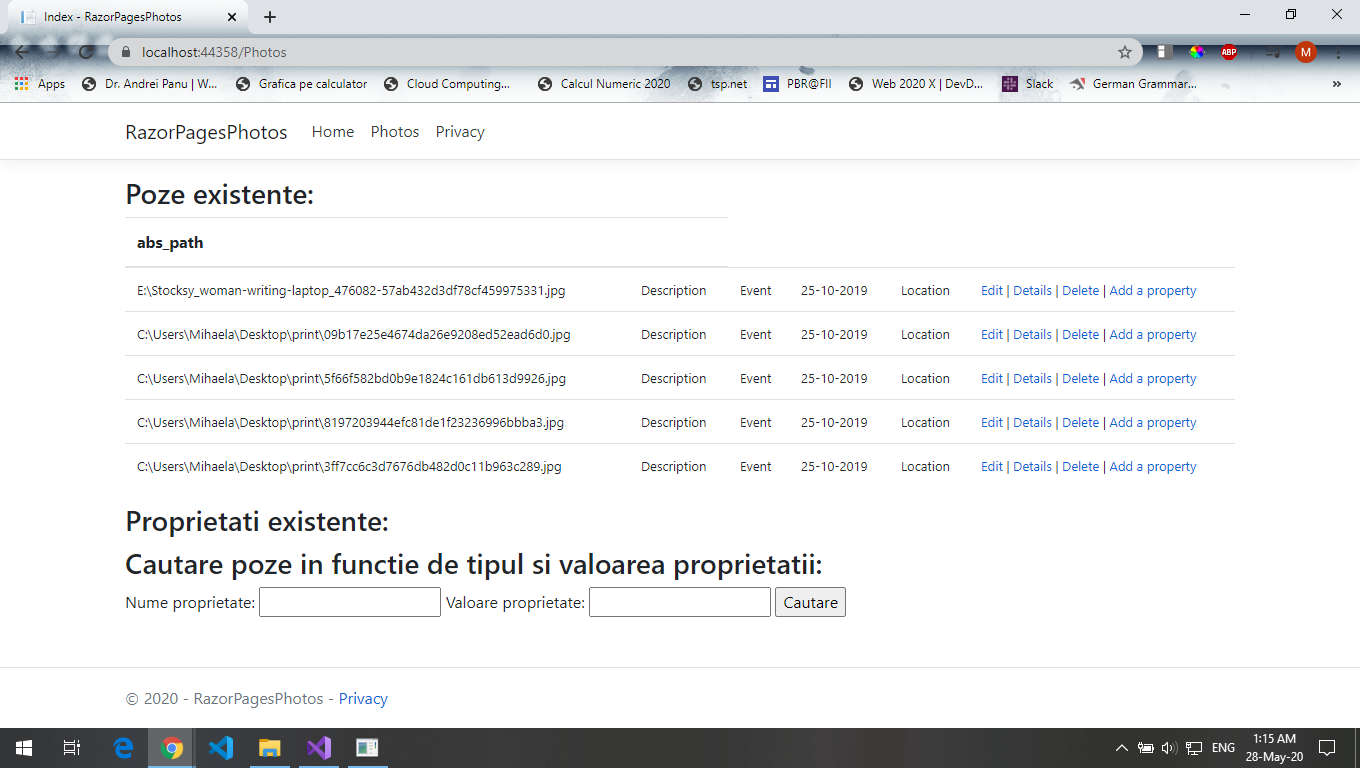 Index - RazorPagesPhotos
localhost:44358/Photos
ABP
M
Apps Dr. Andrei Panu | W... Grafica pe calculator Cloud Computing... Calcul Numeric 2020 tsp.net PBR@FII Web 2020 X | DevD... Slack German Grammar... »
RazorPagesPhotos Home Photos Privacy
Poze existente:
abs_path
E:\Stocksy_woman-writing-laptop_476082-57ab432d3df78cf459975331.jpg Description Event 25-10-2019 Location Edit | Details | Delete | Add a property
C:\Users\Mihaela\Desktop\print\09b17e25e4674da26e9208ed52ead6d0.jpg Description Event 25-10-2019 Location Edit | Details | Delete | Add a property
C:\Users\Mihaela\Desktop\print\5f66f582bd0b9e1824c161db613d9926.jpg Description Event 25-10-2019 Location Edit | Details | Delete | Add a property
C:\Users\Mihaela\Desktop\print\8197203944efc81de1f23236996bbba3.jpg Description Event 25-10-2019 Location Edit | Details | Delete | Add a property
C:\Users\Mihaela\Desktop\print\3ff7cc6c3d7676db482d0c11b963c289.jpg Description Event 25-10-2019 Location Edit | Details | Delete | Add a property
Proprietati existente:
Cautare poze in functie de tipul si valoarea proprietatii:
Nume proprietate: Valoare proprietate: Cautare
© 2020 - RazorPagesPhotos - Privacy
ENG
1:15 AM
28-May-20